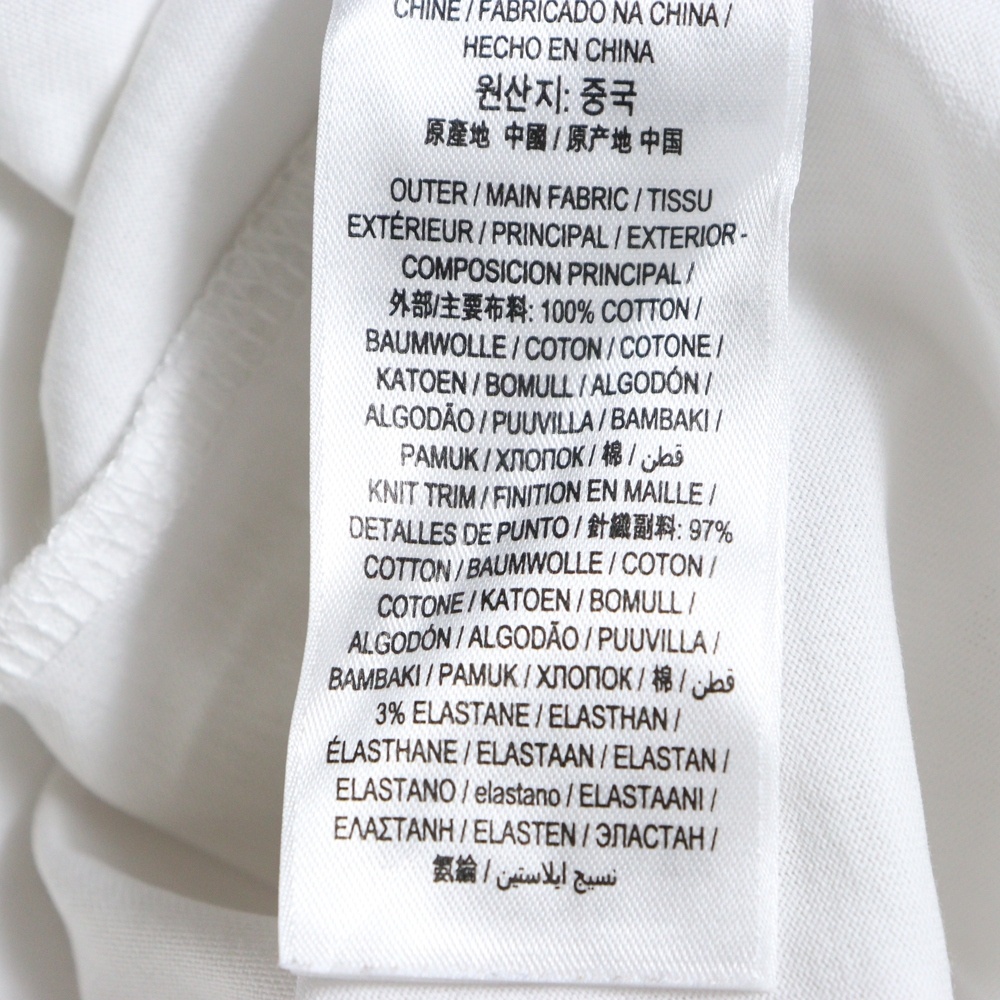 CHINE / FABRICADO NA CHINA /
HECHO EN CHINA
원산지: 중국
原產地 中國 / 原产地 中国
OUTER / MAIN FABRIC / TISSU
EXTÉRIEUR / PRINCIPAL / EXTERIOR -
COMPOSICION PRINCIPAL /
外部/主要布料: 100% COTTON /
BAUMWOLLE / COTON / COTONE /
KATOEN / BOMULL / ALGODÓN /
ALGODÃO / PUUVILLA / BAMBAKI /
PAMUK / ХЛОПОК / 棉 / قطن
KNIT TRIM / FINITION EN MAILLE /
DETALLES DE PUNTO / 針織副料: 97%
COTTON / BAUMWOLLE / COTON /
COTONE / KATOEN / BOMULL /
ALGODÓN / ALGODÃO / PUUVILLA /
BAMBAKI / PAMUK / ХЛОПОК / 棉 / قطن
3% ELASTANE / ELASTHAN /
ÉLASTHANE / ELASTAAN / ELASTAN /
ELASTANO / elastano / ELASTAANI /
ΕΛΑΣΤΑΝΗ / ELASTEN / ЭЛАСТАН /
氨綸 / نسيج ايلاستين